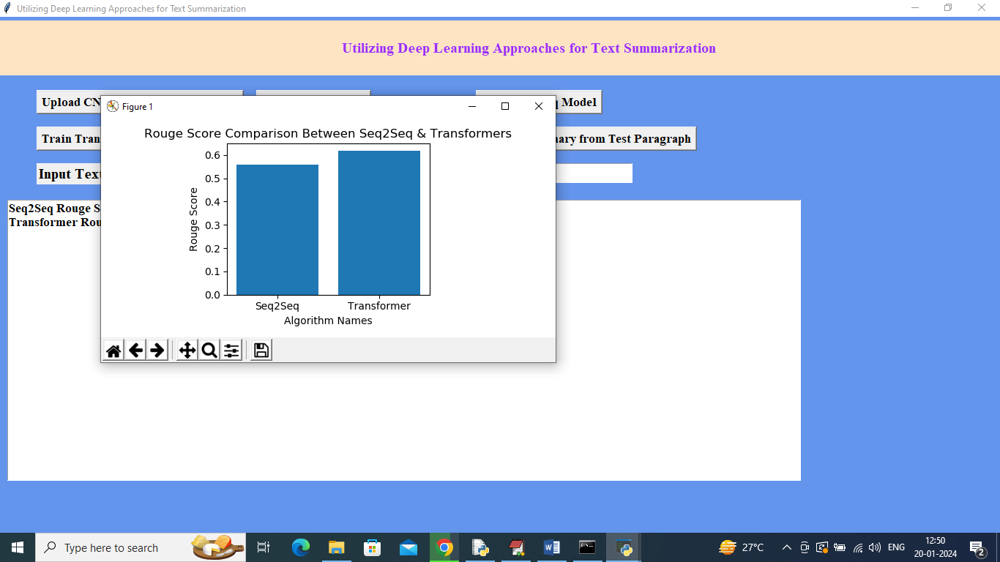 Utilizing Deep Learning Approaches for Text Summarization
Utilizing Deep Learning Approaches for Text Summarization
Upload CN
Model
Figure 1
Train Tran
from Test Paragraph
Input Tex
Seq2Seq Rouge S
Transformer Rou
Rouge Score Comparison Between Seq2Seq & Transformers
Rouge Score
0.6
0.5
0.4
0.3
0.2
0.1
0.0
Seq2Seq Transformer
Algorithm Names
Type here to search
27°C
ENG
12:50
20-01-2024
2